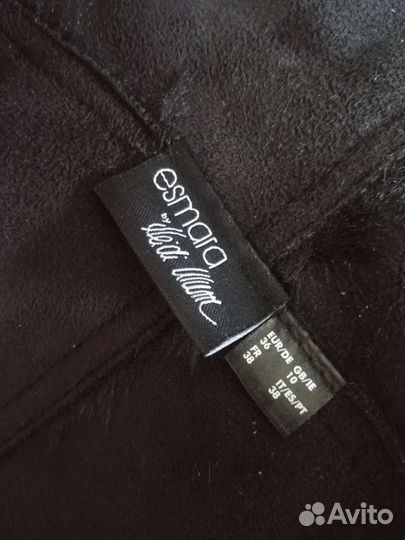 esmara
by
Heidi Klum
EUR/DE GB/IE
36 10
FR IT/ES/PT
38 38
Avito